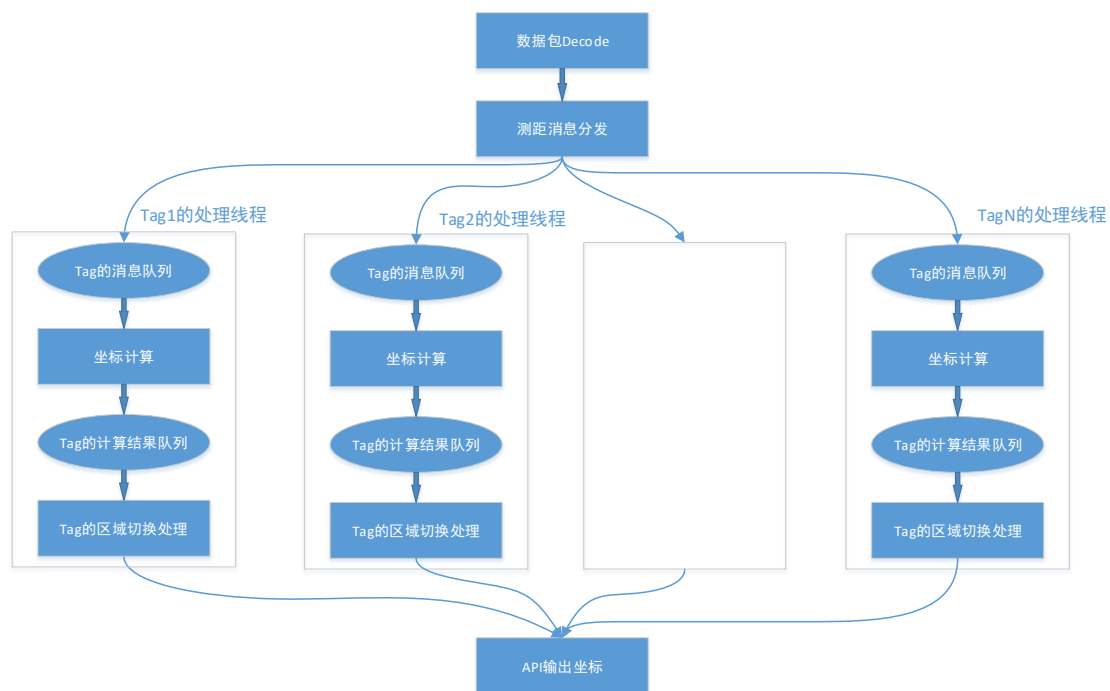 数据包Decode
测距消息分发
Tag1的处理线程
Tag2的处理线程
TagN的处理线程
Tag的消息队列
Tag的消息队列
Tag的消息队列
坐标计算
坐标计算
坐标计算
Tag的计算结果队列
Tag的计算结果队列
Tag的计算结果队列
Tag的区域切换处理
Tag的区域切换处理
Tag的区域切换处理
API输出坐标